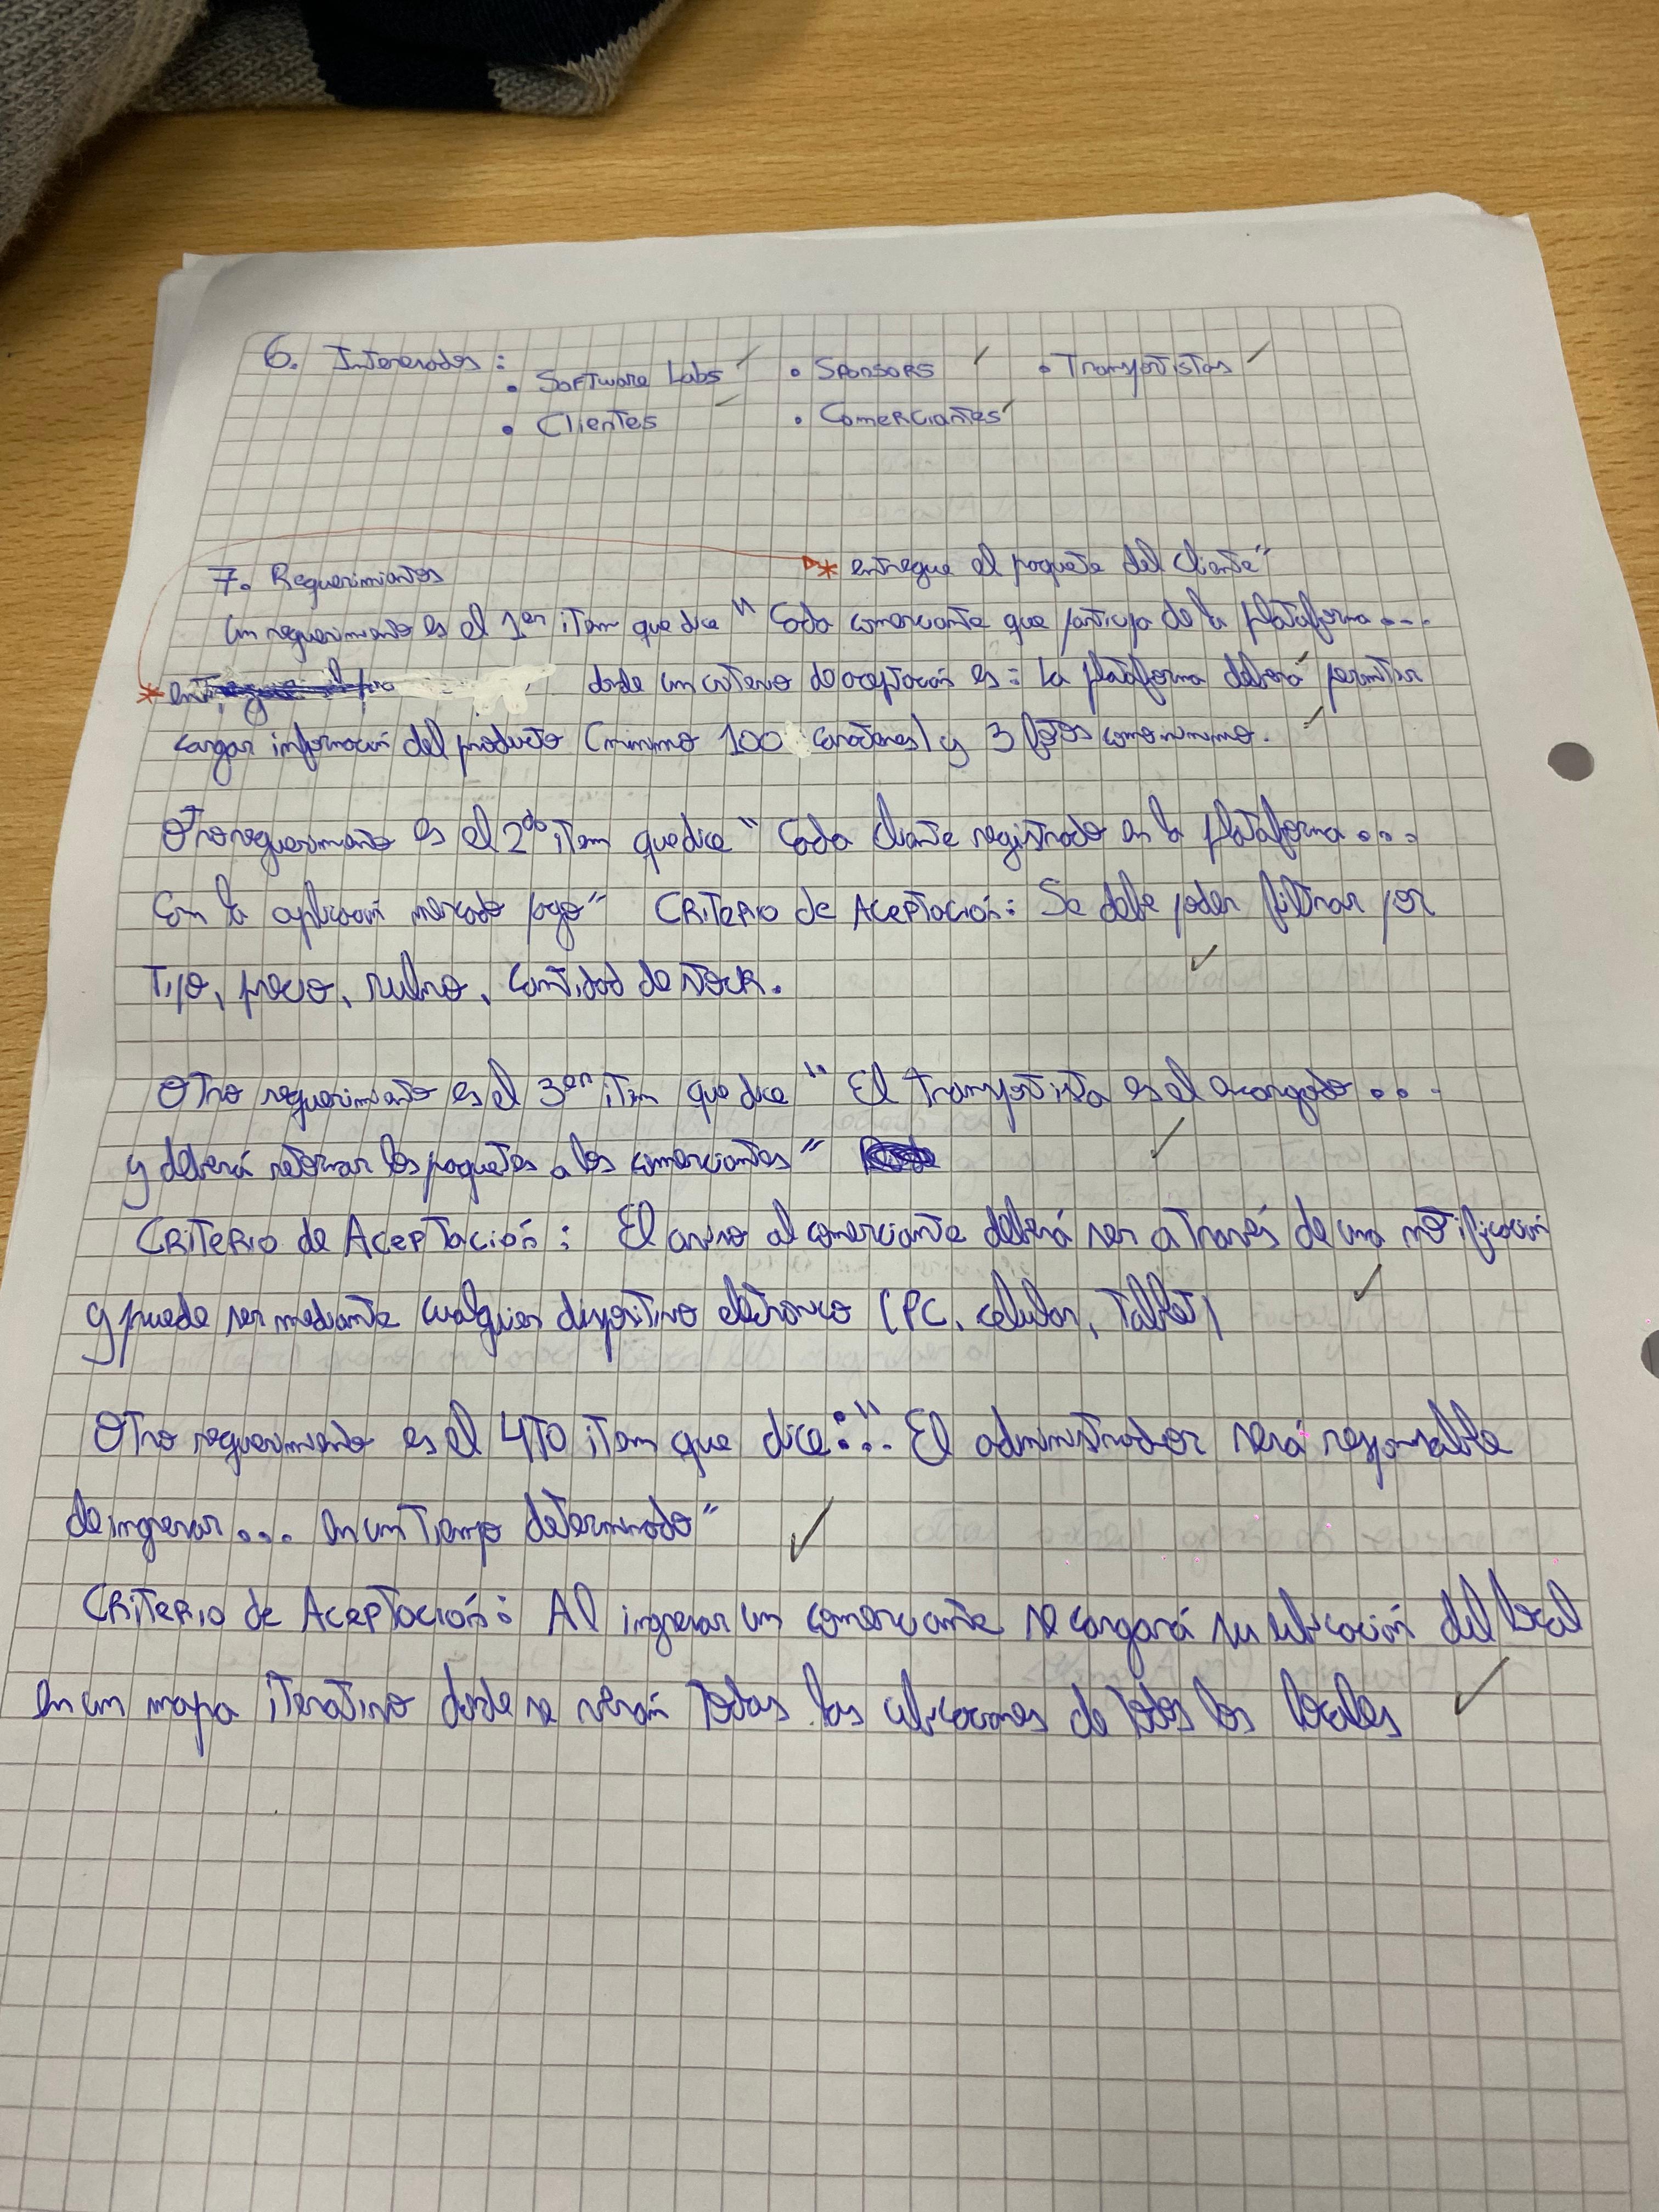 6. Interesados :
• Software Labs • Sponsors • Transportistas
• Clientes • Comerciantes
7. Requerimientos
* entregue el paquete del cliente"
Un requerimiento es el 1er item que dice " Cada comerciante que participa de la plataforma ...
* donde un criterio de aceptación es: La plataforma deberá permitir
cargar información del producto (minimo 100 caracteres) y 3 fotos como minimo.
Otro requerimiento es el 2do item que dice " Cada cliente registrado en la plataforma ...
Con la aplicación mercado pago" Criterio de Aceptación: Se debe poder filtrar por
Tipo, precio, rubro, Cantidad de stock.
Otro requerimiento es el 3er item que dice " El transportista es el encargado ...
y deberá retornar los paquetes a los comerciantes"
Criterio de Aceptación: El aviso al comerciante deberá ser a través de una notificación
y puede ser mediante cualquier dispositivo eletronico (PC, celular, Tablet)
Otro requerimiento es el 4to item que dice: " El administrador será responsable
de ingresar ... en un tiempo determinado"
Criterio de Aceptación: Al ingresar un comerciante se cargará su ubicación del local
en un mapa iterativo donde se verán todas las ubicaciones de todos los locales